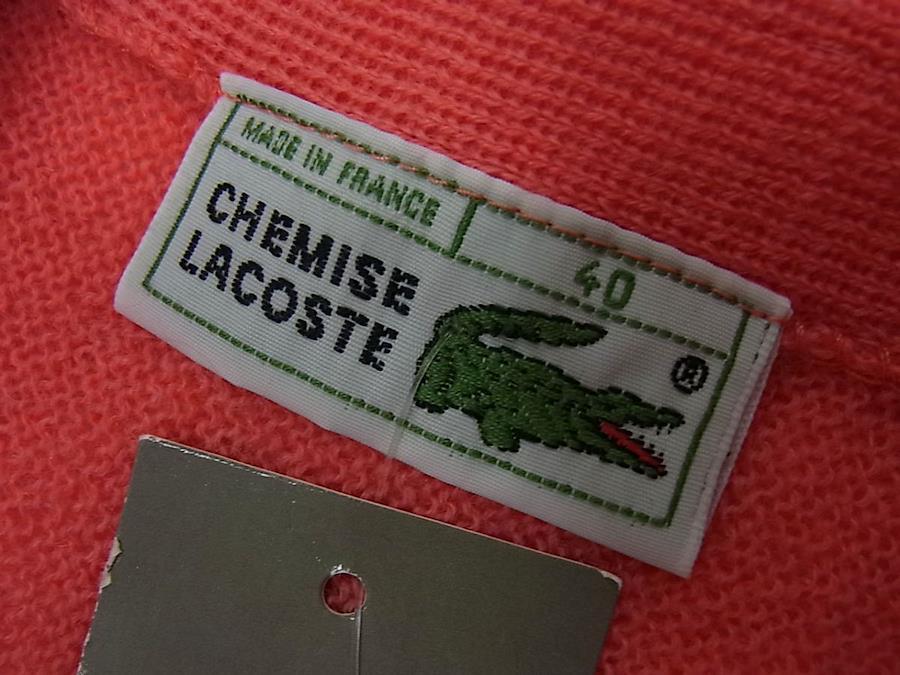 MADE IN FRANCE
40
CHEMISE
LACOSTE
®